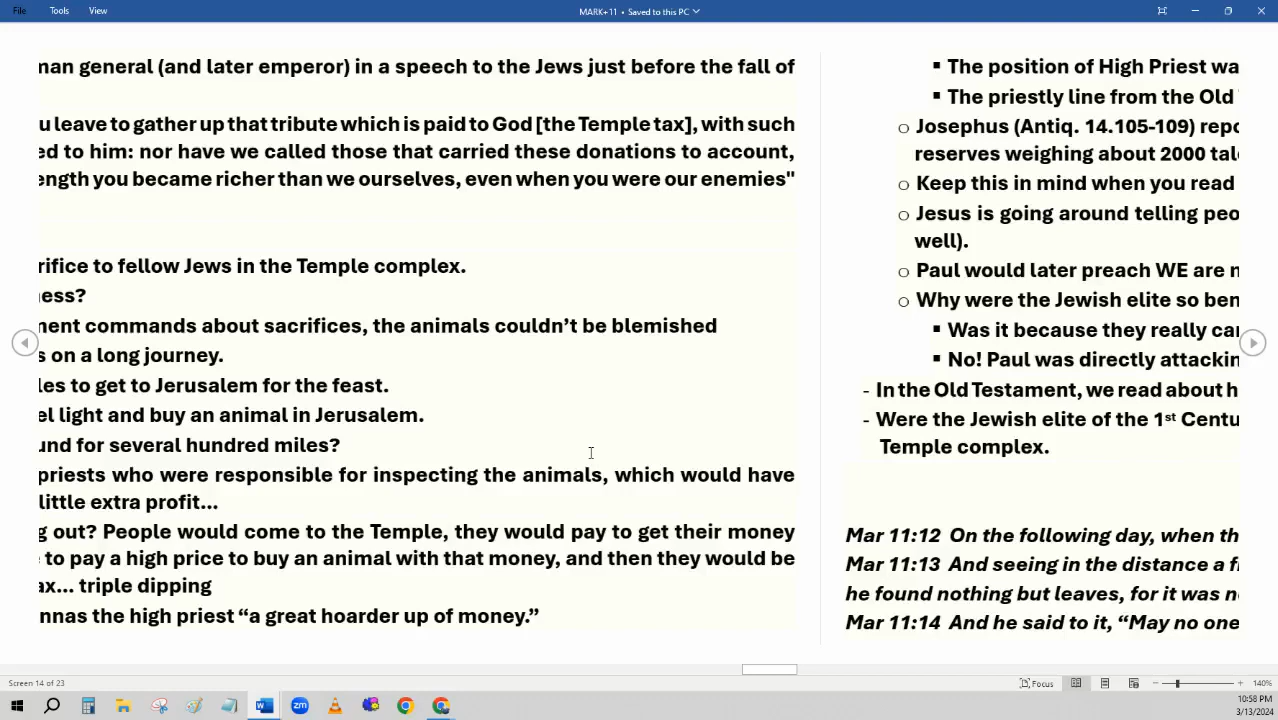 File Tools View MARK+11 • Saved to this PC
man general (and later emperor) in a speech to the Jews just before the fall of
u leave to gather up that tribute which is paid to God [the Temple tax], with such
ed to him: nor have we called those that carried these donations to account,
ength you became richer than we ourselves, even when you were our enemies"
rifice to fellow Jews in the Temple complex.
ness?
ment commands about sacrifices, the animals couldn’t be blemished
s on a long journey.
les to get to Jerusalem for the feast.
el light and buy an animal in Jerusalem.
und for several hundred miles?
priests who were responsible for inspecting the animals, which would have
little extra profit...
g out? People would come to the Temple, they would pay to get their money
to pay a high price to buy an animal with that money, and then they would be
ax... triple dipping
nnas the high priest “a great hoarder up of money.”
▪ The position of High Priest wa
▪ The priestly line from the Old
o Josephus (Antiq. 14.105-109) repo
reserves weighing about 2000 tal
o Keep this in mind when you read
o Jesus is going around telling peo
well).
o Paul would later preach WE are
o Why were the Jewish elite so ben
▪ Was it because they really car
▪ No! Paul was directly attackin
- In the Old Testament, we read about h
- Were the Jewish elite of the 1st Centu
Temple complex.
Mar 11:12 On the following day, when th
Mar 11:13 And seeing in the distance a fi
he found nothing but leaves, for it was n
Mar 11:14 And he said to it, “May no one
Screen 14 of 23 Focus 140%
10:58 PM
3/13/2024